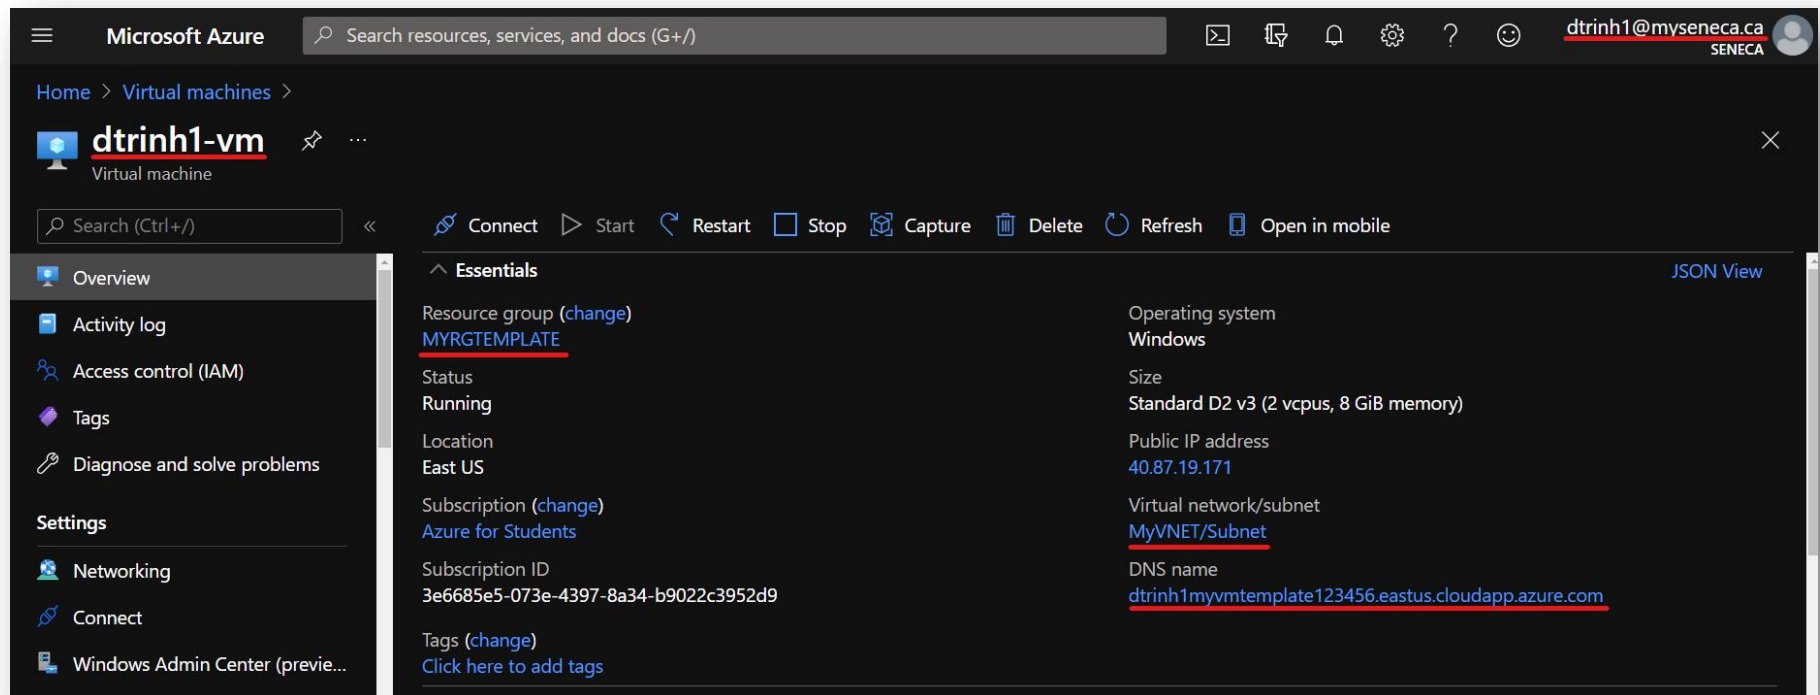 Microsoft Azure
Search resources, services, and docs (G+/)
dtrinh1@myseneca.ca
SENECA
Home > Virtual machines >
dtrinh1-vm
Virtual machine
Search (Ctrl+/)
«
Connect Start Restart Stop Capture Delete Refresh Open in mobile
Overview
Activity log
Access control (IAM)
Tags
Diagnose and solve problems
Settings
Networking
Connect
Windows Admin Center (previe...
Essentials
JSON View
Resource group (change)
MYRGTEMPLATE
Status
Running
Location
East US
Subscription (change)
Azure for Students
Subscription ID
3e6685e5-073e-4397-8a34-b9022c3952d9
Tags (change)
Click here to add tags
Operating system
Windows
Size
Standard D2 v3 (2 vcpus, 8 GiB memory)
Public IP address
40.87.19.171
Virtual network/subnet
MyVNET/Subnet
DNS name
dtrinh1myvmtemplate123456.eastus.cloudapp.azure.com